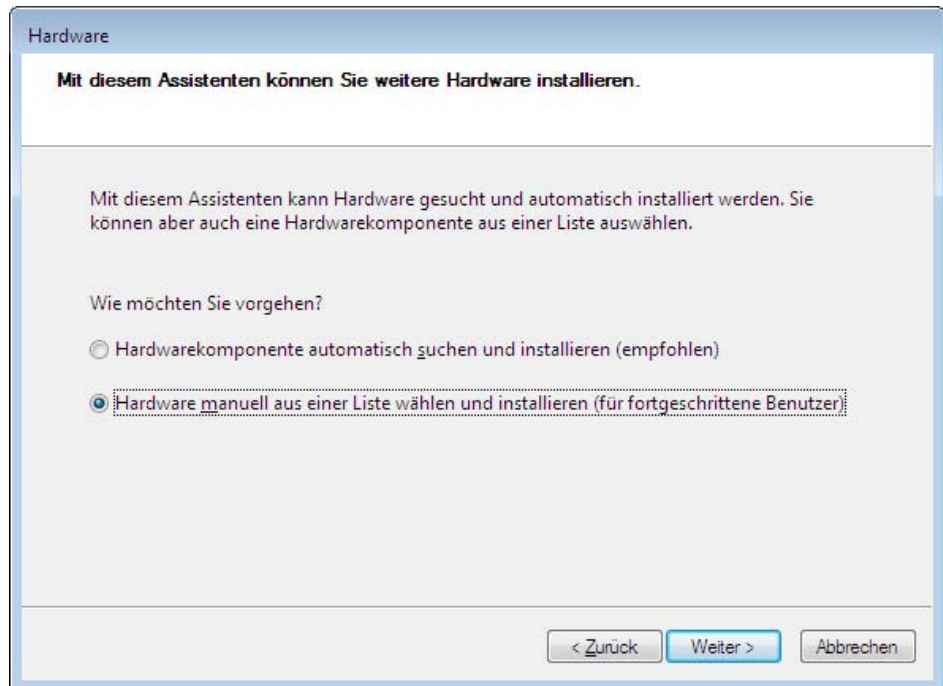 Hardware
Mit diesem Assistenten können Sie weitere Hardware installieren.
Mit diesem Assistenten kann Hardware gesucht und automatisch installiert werden. Sie
können aber auch eine Hardwarekomponente aus einer Liste auswählen.
Wie möchten Sie vorgehen?
Hardwarekomponente automatisch suchen und installieren (empfohlen)
Hardware manuell aus einer Liste wählen und installieren (für fortgeschrittene Benutzer)
< Zurück Weiter > Abbrechen